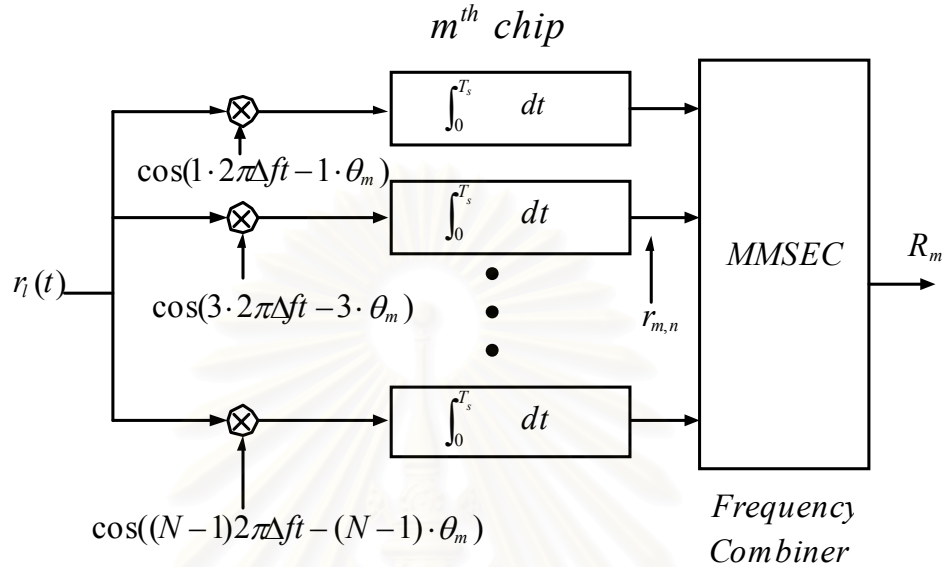 m^{th} chip
∫_0^{T_s} dt
cos(1·2πΔft−1·θ_m)
∫_0^{T_s} dt
MMSEC
R_m
r_l(t)
cos(3·2πΔft−3·θ_m)
r_{m,n}
∫_0^{T_s} dt
cos((N−1)2πΔft−(N−1)·θ_m)
Frequency
Combiner